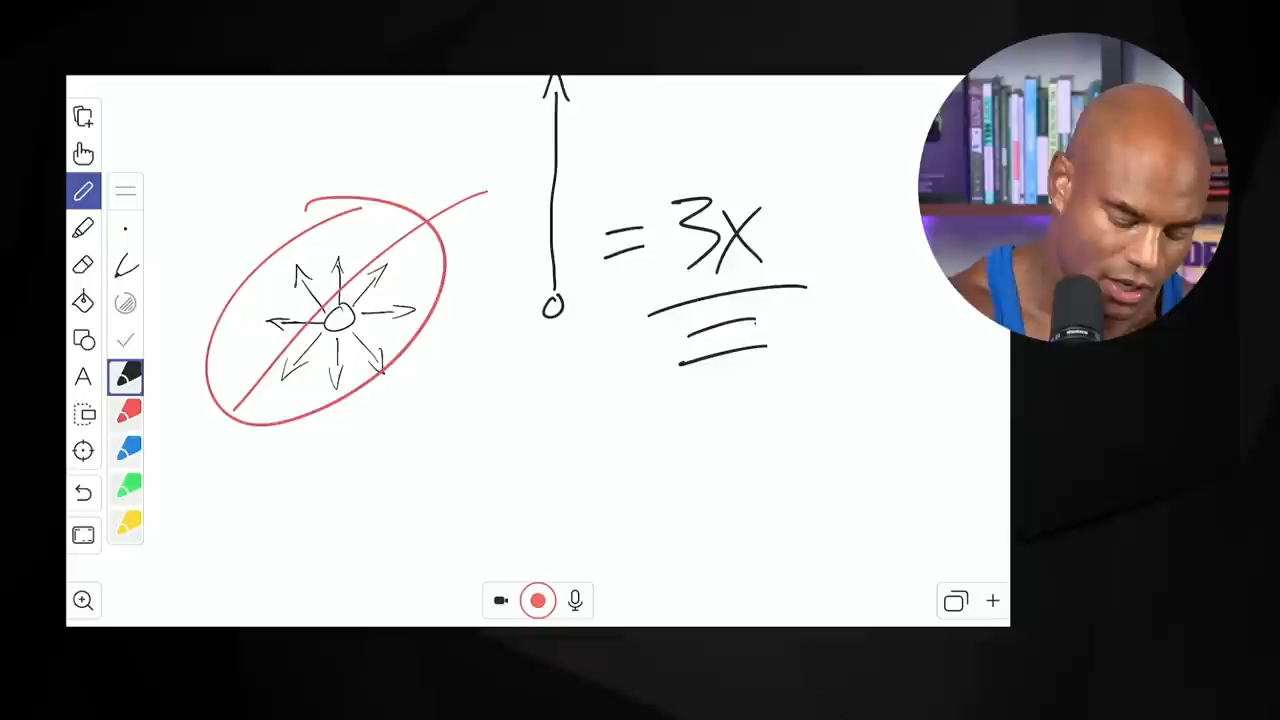 = 3x
A